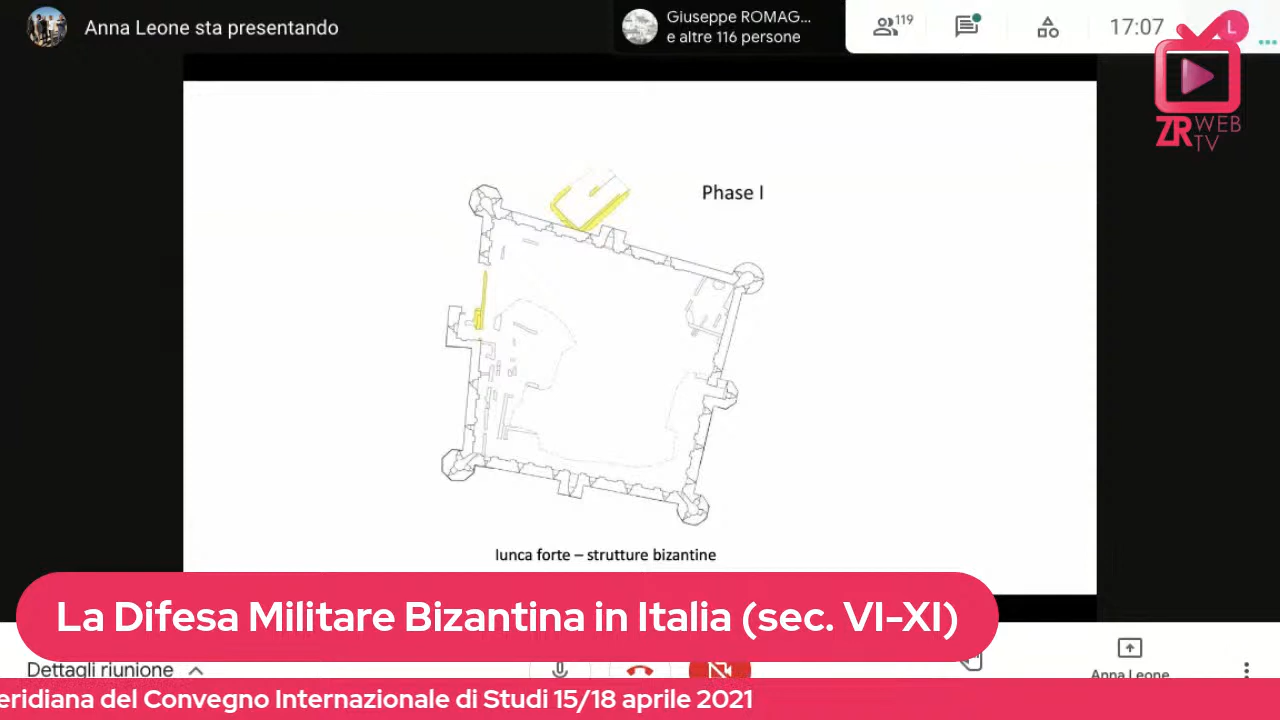 Anna Leone sta presentando
Giuseppe ROMAG...
e altre 116 persone
119
17:07
L
ZR WEB
TV
Phase I
Iunca forte – strutture bizantine
La Difesa Militare Bizantina in Italia (sec. VI-XI)
Dettagli riunione
Anna Leone
eridiana del Convegno Internazionale di Studi 15/18 aprile 2021